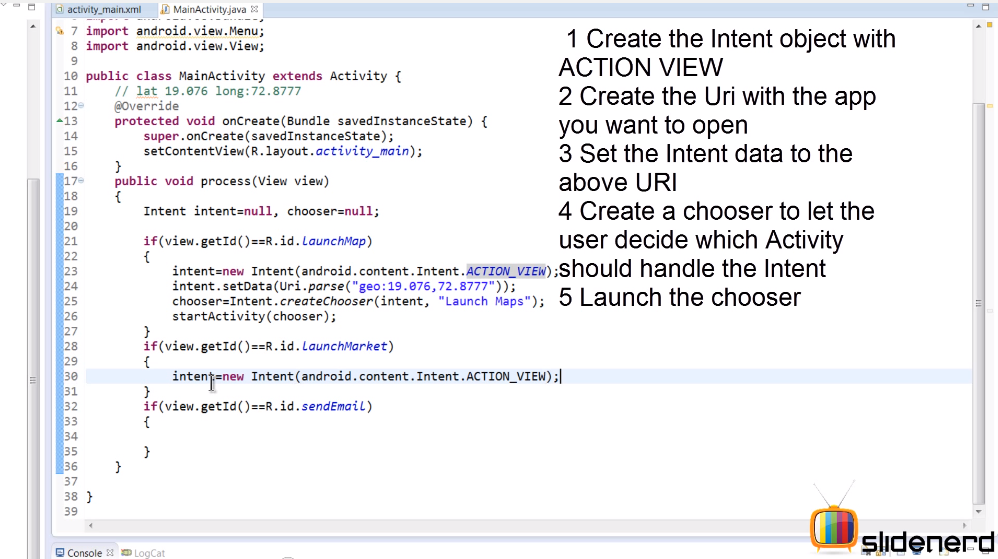 activity_main.xml MainActivity.java
7 import android.view.Menu;
8 import android.view.View;
9
10 public class MainActivity extends Activity {
11 // lat 19.076 long:72.8777
12 @Override
13 protected void onCreate(Bundle savedInstanceState) {
14 super.onCreate(savedInstanceState);
15 setContentView(R.layout.activity_main);
16 }
17 public void process(View view)
18 {
19 Intent intent=null, chooser=null;
20
21 if(view.getId()==R.id.LaunchMap)
22 {
23 intent=new Intent(android.content.Intent.ACTION_VIEW);
24 intent.setData(Uri.parse("geo:19.076,72.8777"));
25 chooser=Intent.createChooser(intent, "Launch Maps");
26 startActivity(chooser);
27 }
28 if(view.getId()==R.id.LaunchMarket)
29 {
30 intent=new Intent(android.content.Intent.ACTION_VIEW);
31 }
32 if(view.getId()==R.id.sendEmail)
33 {
34
35 }
36 }
37
38 }
39
1 Create the Intent object with
ACTION VIEW
2 Create the Uri with the app
you want to open
3 Set the Intent data to the
above URI
4 Create a chooser to let the
user decide which Activity
should handle the Intent
5 Launch the chooser
slidenerd
Console LogCat